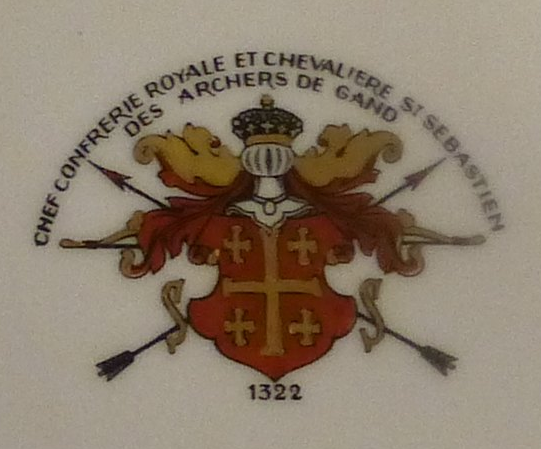 CHEF CONFRERIE ROYALE ET CHEVALIERE ST SEBASTIEN
DES ARCHERS DE GAND
S S
1322